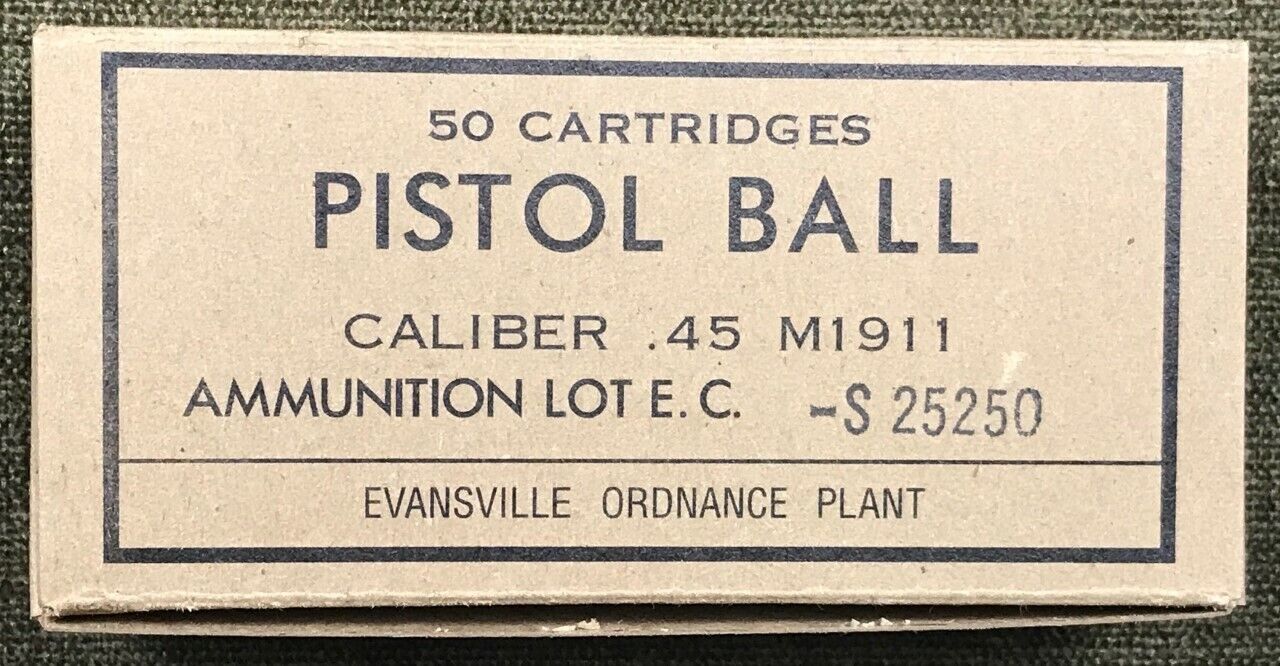 50 CARTRIDGES
PISTOL BALL
CALIBER .45 M1911
AMMUNITION LOT E. C. -S 25250
EVANSVILLE ORDNANCE PLANT